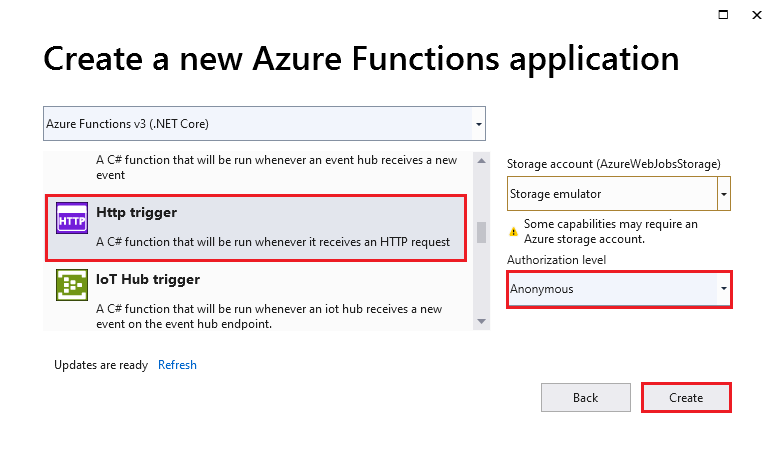 Create a new Azure Functions application
Azure Functions v3 (.NET Core)
A C# function that will be run whenever an event hub receives a new
event
HTTP
Http trigger
A C# function that will be run whenever it receives an HTTP request
IoT Hub trigger
A C# function that will be run whenever an iot hub receives a new
event on the event hub endpoint.
Storage account (AzureWebJobsStorage)
Storage emulator
Some capabilities may require an
Azure storage account.
Authorization level
Anonymous
Updates are ready Refresh
Back
Create